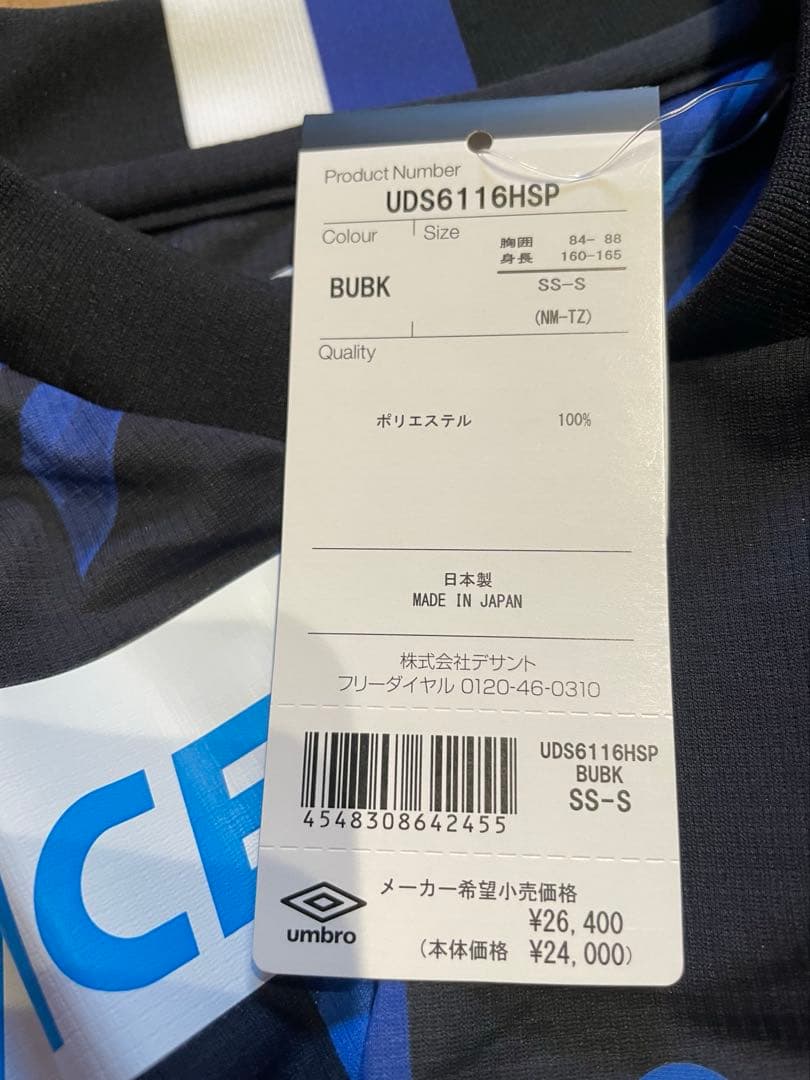 Product Number
UDS6116HSP
Colour
Size
胸囲 84- 88
身長 160-165
BUBK
SS-S
(NM-TZ)
Quality
ポリエステル 100%
日本製
MADE IN JAPAN
株式会社デサント
フリーダイヤル 0120-46-0310
UDS6116HSP
BUBK
SS-S
4548308642455
メーカー希望小売価格
¥26,400
(本体価格 ¥24,000)
umbro
CE